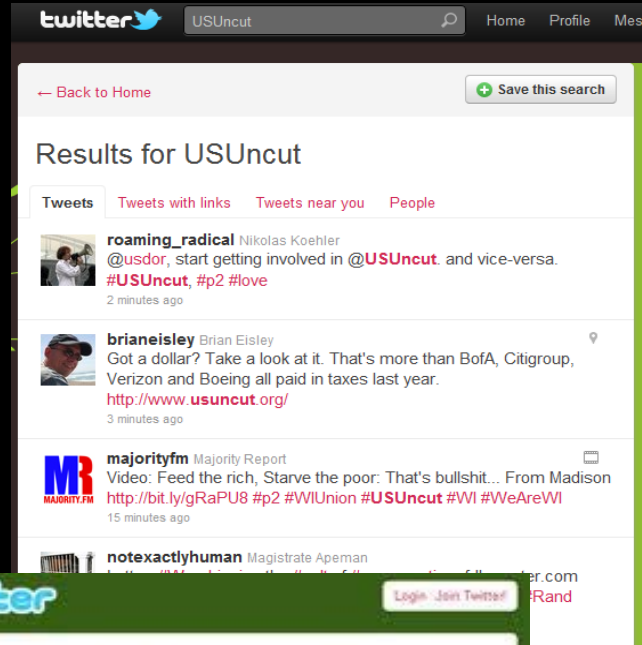 twitter
USUncut
Home Profile Mes
← Back to Home
Save this search
Results for USUncut
Tweets Tweets with links Tweets near you People
roaming_radical Nikolas Koehler
@usdor, start getting involved in @USUncut. and vice-versa.
#USUncut, #p2 #love
2 minutes ago
brianeisley Brian Eisley
Got a dollar? Take a look at it. That's more than BofA, Citigroup,
Verizon and Boeing all paid in taxes last year.
http://www.usuncut.org/
3 minutes ago
MR
MAJORITY.FM
majorityfm Majority Report
Video: Feed the rich, Starve the poor: That's bullshit... From Madison
http://bit.ly/gRaPU8 #p2 #WIUnion #USUncut #WI #WeAreWI
15 minutes ago
notexactlyhuman Magistrate Apeman
er.com
#Rand
Login Join Twitter!